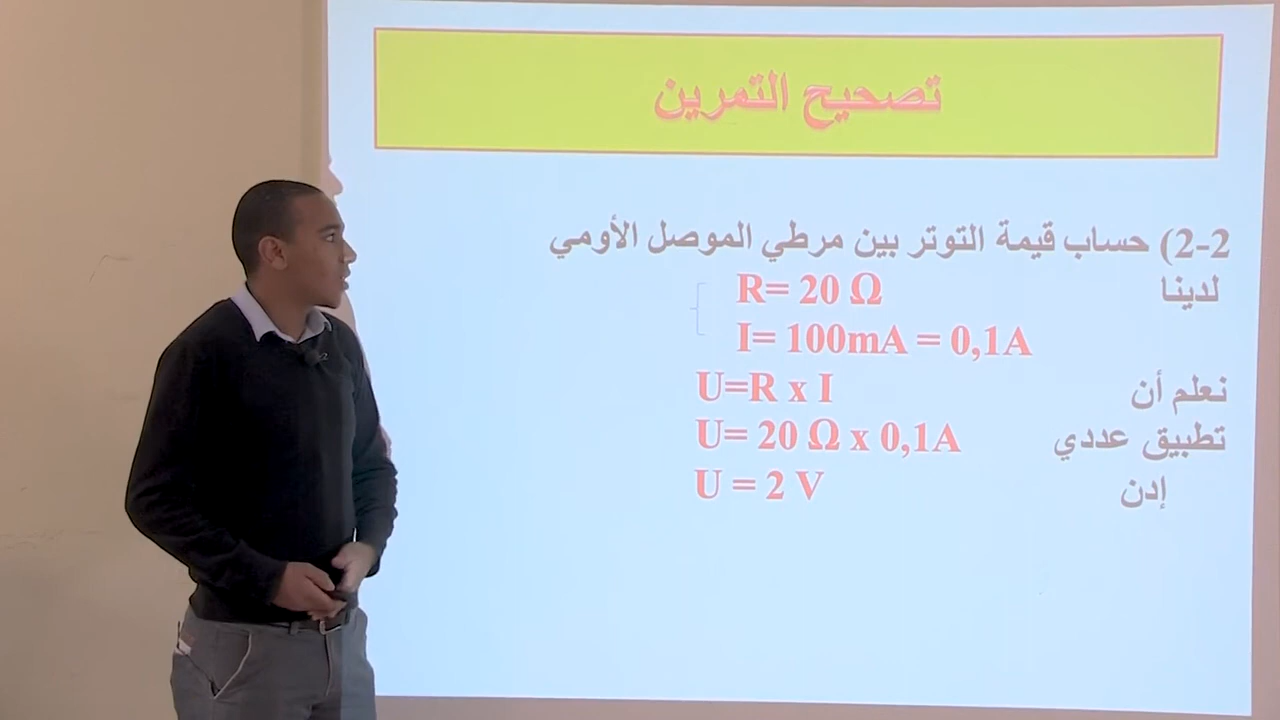 تصحيح التمرين
2-2) حساب قيمة التوتر بين مرطي الموصل الأومي
لدينا R= 20 Ω
I= 100mA = 0,1A
نعلم أن U=R x I
تطبيق عددي U= 20 Ω x 0,1A
إدن U = 2 V